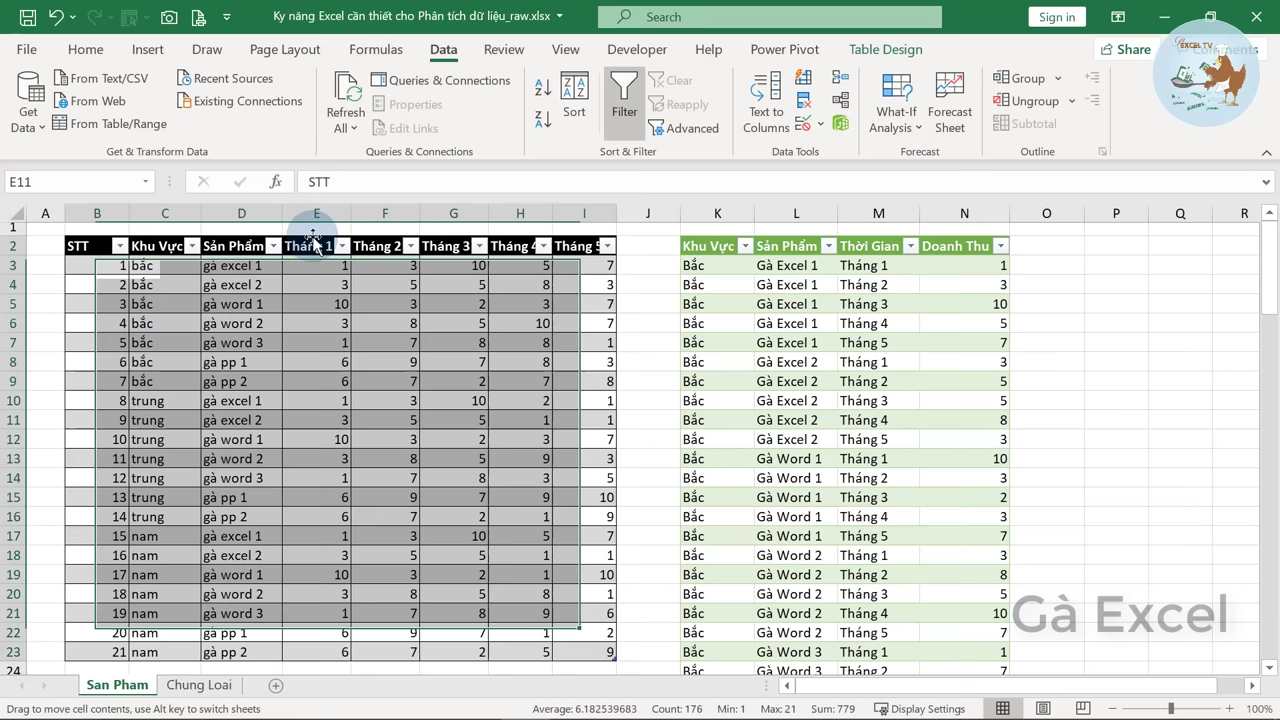 Kỹ năng Excel cần thiết cho Phân tích dữ liệu_raw.xlsx
Search
Sign in
File Home Insert Draw Page Layout Formulas Data Review View Developer Help Power Pivot Table Design
Share Comments
EXCEL TV
Get Data
From Text/CSV
From Web
From Table/Range
Recent Sources
Existing Connections
Get & Transform Data
Refresh All
Queries & Connections
Properties
Edit Links
Queries & Connections
Sort
Filter
Clear
Reapply
Advanced
Sort & Filter
Text to Columns
Data Tools
What-If Analysis
Forecast Sheet
Forecast
Group
Ungroup
Subtotal
Outline
E11 fx STT
A B C D E F G H I J K L M N O P Q R
1
2 STT Khu Vực Sản Phẩm Tháng 1 Tháng 2 Tháng 3 Tháng 4 Tháng 5 Khu Vực Sản Phẩm Thời Gian Doanh Thu
3 1 bắc gà excel 1 1 3 10 5 7 Bắc Gà Excel 1 Tháng 1 1
4 2 bắc gà excel 2 3 5 5 8 3 Bắc Gà Excel 1 Tháng 2 3
5 3 bắc gà word 1 10 3 2 3 7 Bắc Gà Excel 1 Tháng 3 10
6 4 bắc gà word 2 3 8 5 10 7 Bắc Gà Excel 1 Tháng 4 5
7 5 bắc gà word 3 1 7 8 8 1 Bắc Gà Excel 1 Tháng 5 7
8 6 bắc gà pp 1 6 9 7 8 3 Bắc Gà Excel 2 Tháng 1 3
9 7 bắc gà pp 2 6 7 2 7 8 Bắc Gà Excel 2 Tháng 2 5
10 8 trung gà excel 1 1 3 10 2 1 Bắc Gà Excel 2 Tháng 3 5
11 9 trung gà excel 2 3 5 5 1 1 Bắc Gà Excel 2 Tháng 4 8
12 10 trung gà word 1 10 3 2 3 7 Bắc Gà Excel 2 Tháng 5 3
13 11 trung gà word 2 3 8 5 9 3 Bắc Gà Word 1 Tháng 1 10
14 12 trung gà word 3 1 7 8 3 5 Bắc Gà Word 1 Tháng 2 3
15 13 trung gà pp 1 6 9 7 9 10 Bắc Gà Word 1 Tháng 3 2
16 14 trung gà pp 2 6 7 2 1 9 Bắc Gà Word 1 Tháng 4 3
17 15 nam gà excel 1 1 3 10 5 7 Bắc Gà Word 1 Tháng 5 7
18 16 nam gà excel 2 3 5 5 1 1 Bắc Gà Word 2 Tháng 1 3
19 17 nam gà word 1 10 3 2 1 10 Bắc Gà Word 2 Tháng 2 8
20 18 nam gà word 2 3 8 5 8 1 Bắc Gà Word 2 Tháng 3 5
21 19 nam gà word 3 1 7 8 9 6 Bắc Gà Word 2 Tháng 4 10
22 20 nam gà pp 1 6 9 7 1 2 Bắc Gà Word 2 Tháng 5 7
23 21 nam gà pp 2 6 7 2 5 9 Bắc Gà Word 3 Tháng 1 1
24 Bắc Gà Word 3 Tháng 2 7
Gà Excel
San Pham Chung Loai
Drag to move cell contents, use Alt key to switch sheets Average: 6.182539683 Count: 176 Min: 1 Max: 21 Sum: 779 Display Settings 100%